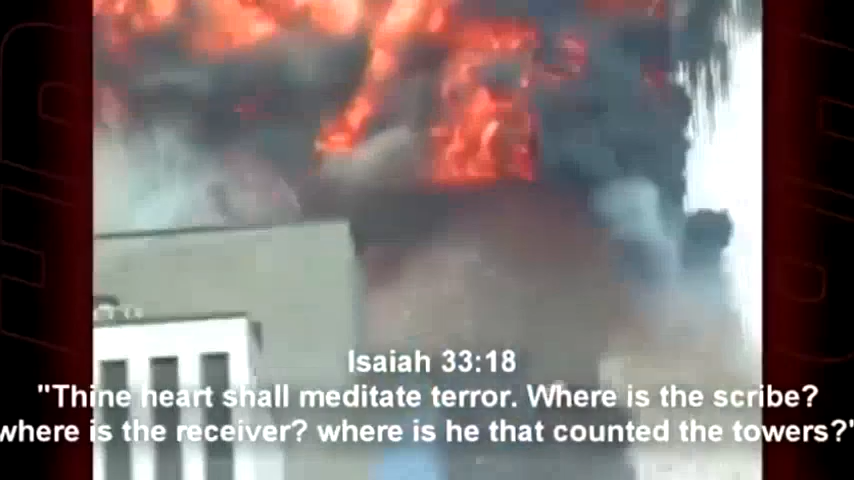 Isaiah 33:18
"Thine heart shall meditate terror. Where is the scribe?
where is the receiver? where is he that counted the towers?"